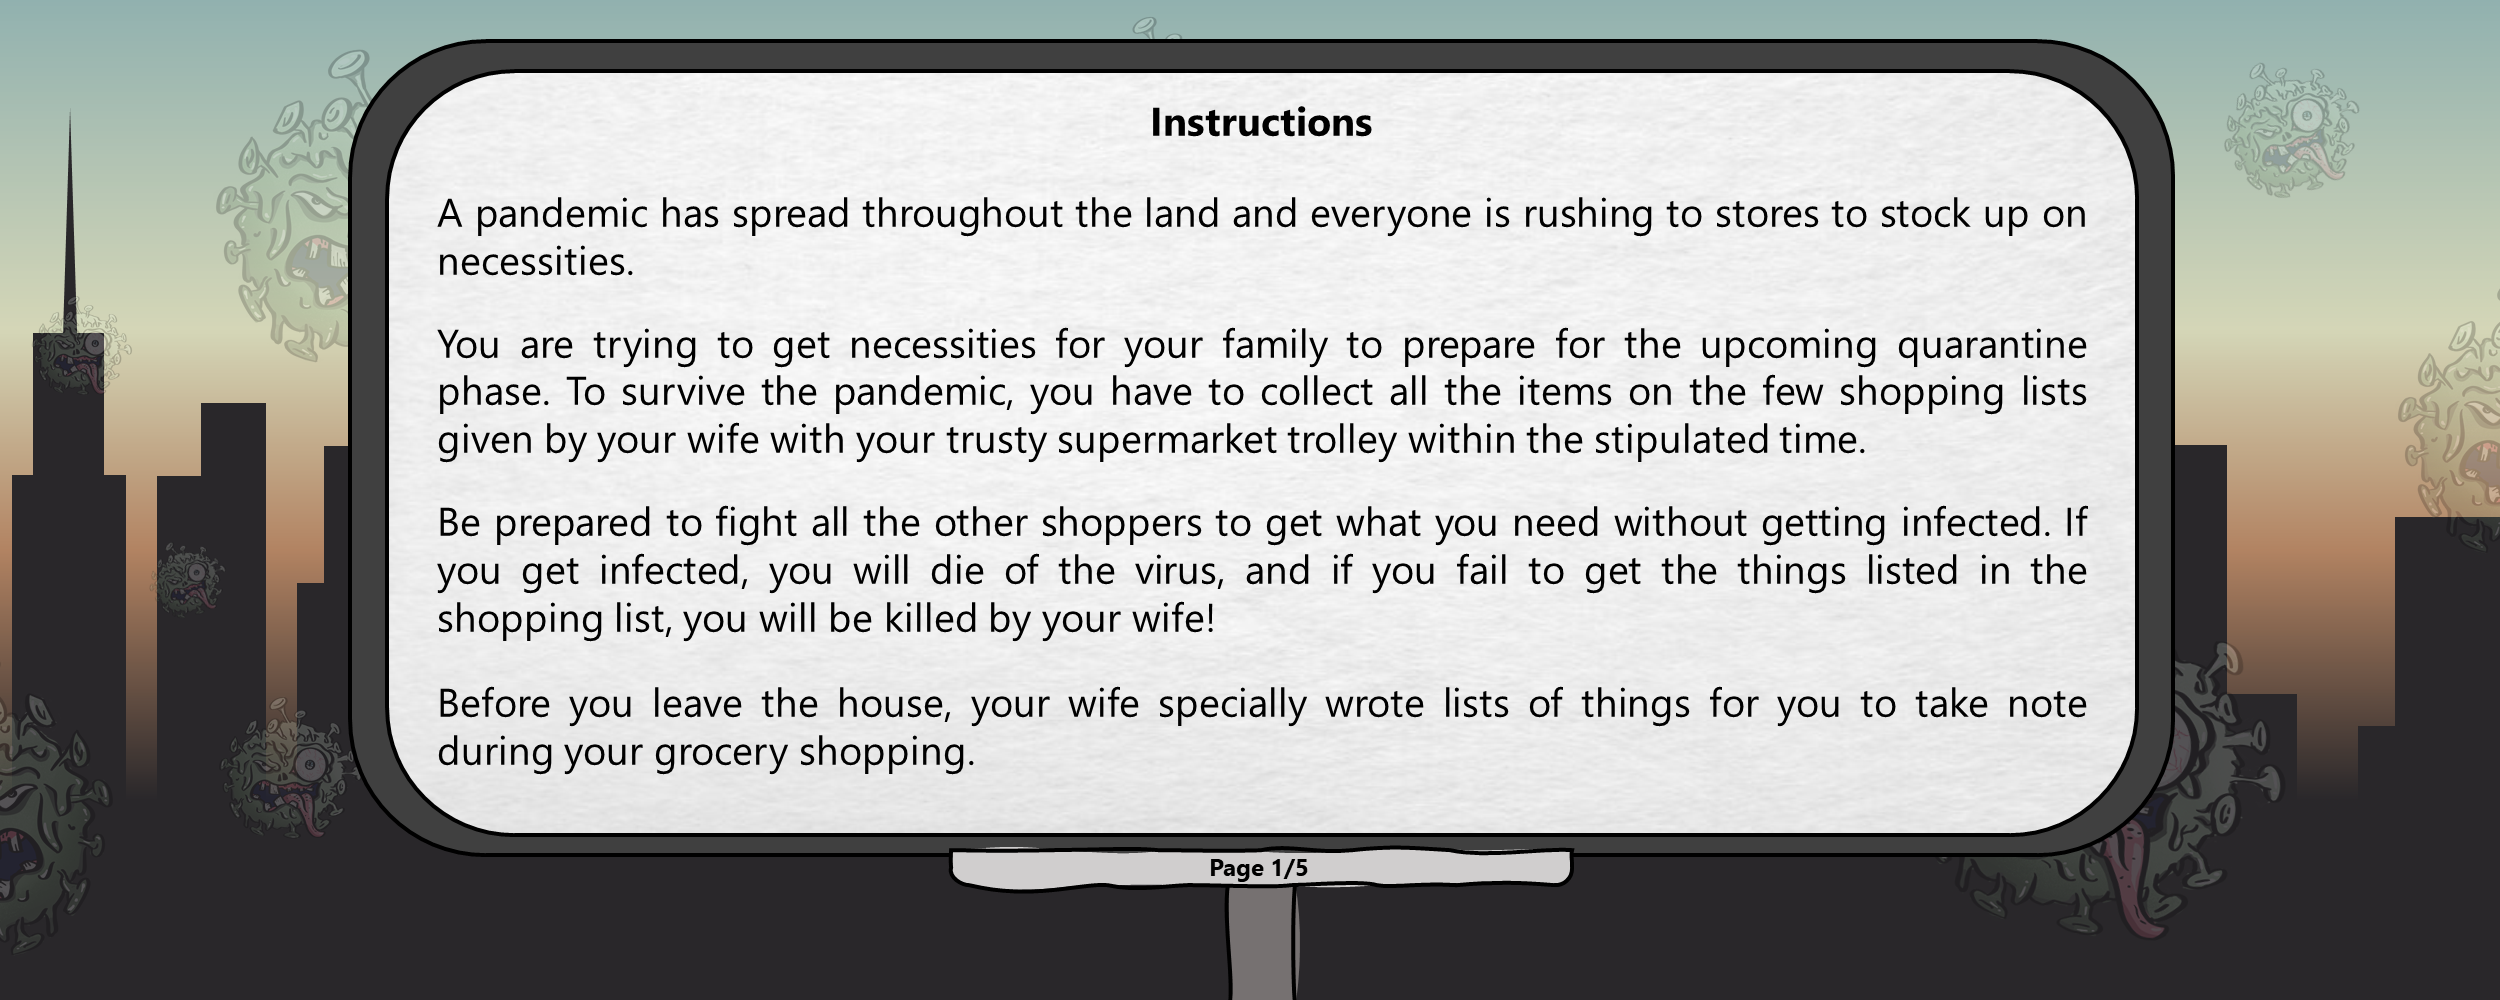 Instructions
A pandemic has spread throughout the land and everyone is rushing to stores to stock up on
necessities.
You are trying to get necessities for your family to prepare for the upcoming quarantine
phase. To survive the pandemic, you have to collect all the items on the few shopping lists
given by your wife with your trusty supermarket trolley within the stipulated time.
Be prepared to fight all the other shoppers to get what you need without getting infected. If
you get infected, you will die of the virus, and if you fail to get the things listed in the
shopping list, you will be killed by your wife!
Before you leave the house, your wife specially wrote lists of things for you to take note
during your grocery shopping.
Page 1/5